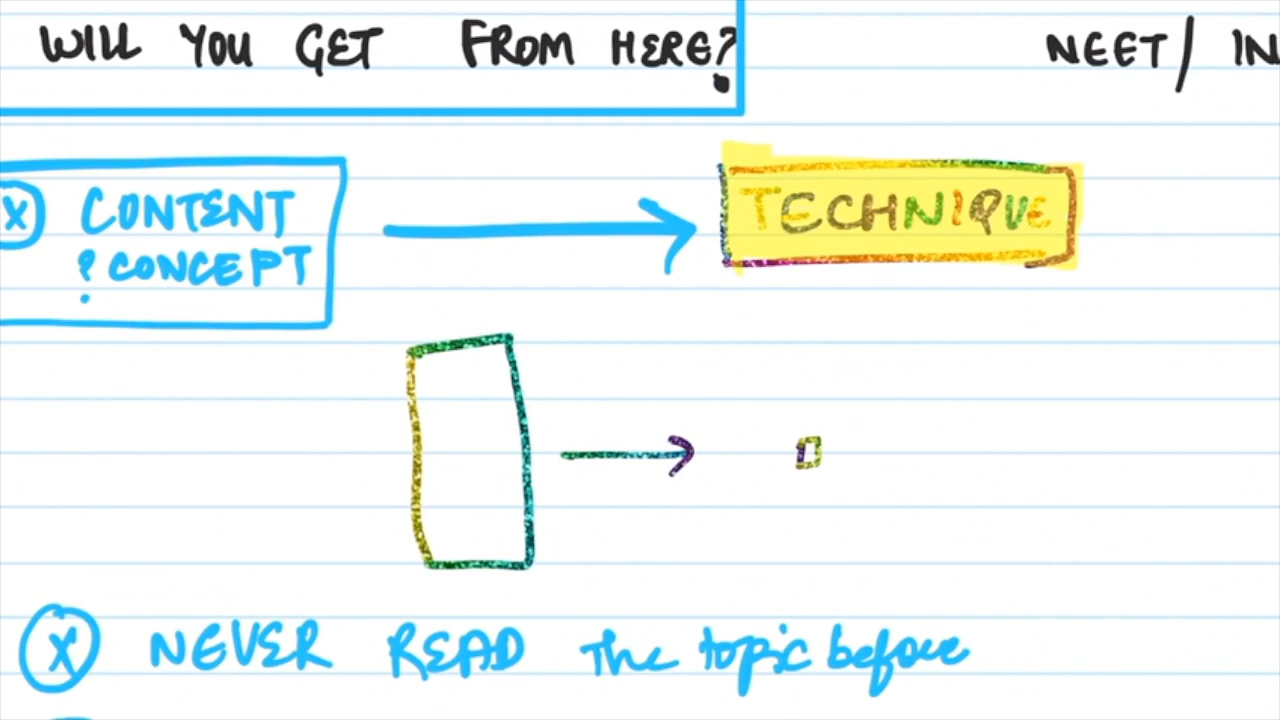 WILL YOU GET FROM HERE?
NEET/ IN
X CONTENT
? CONCEPT
TECHNIQUE
X NEVER READ the topic before